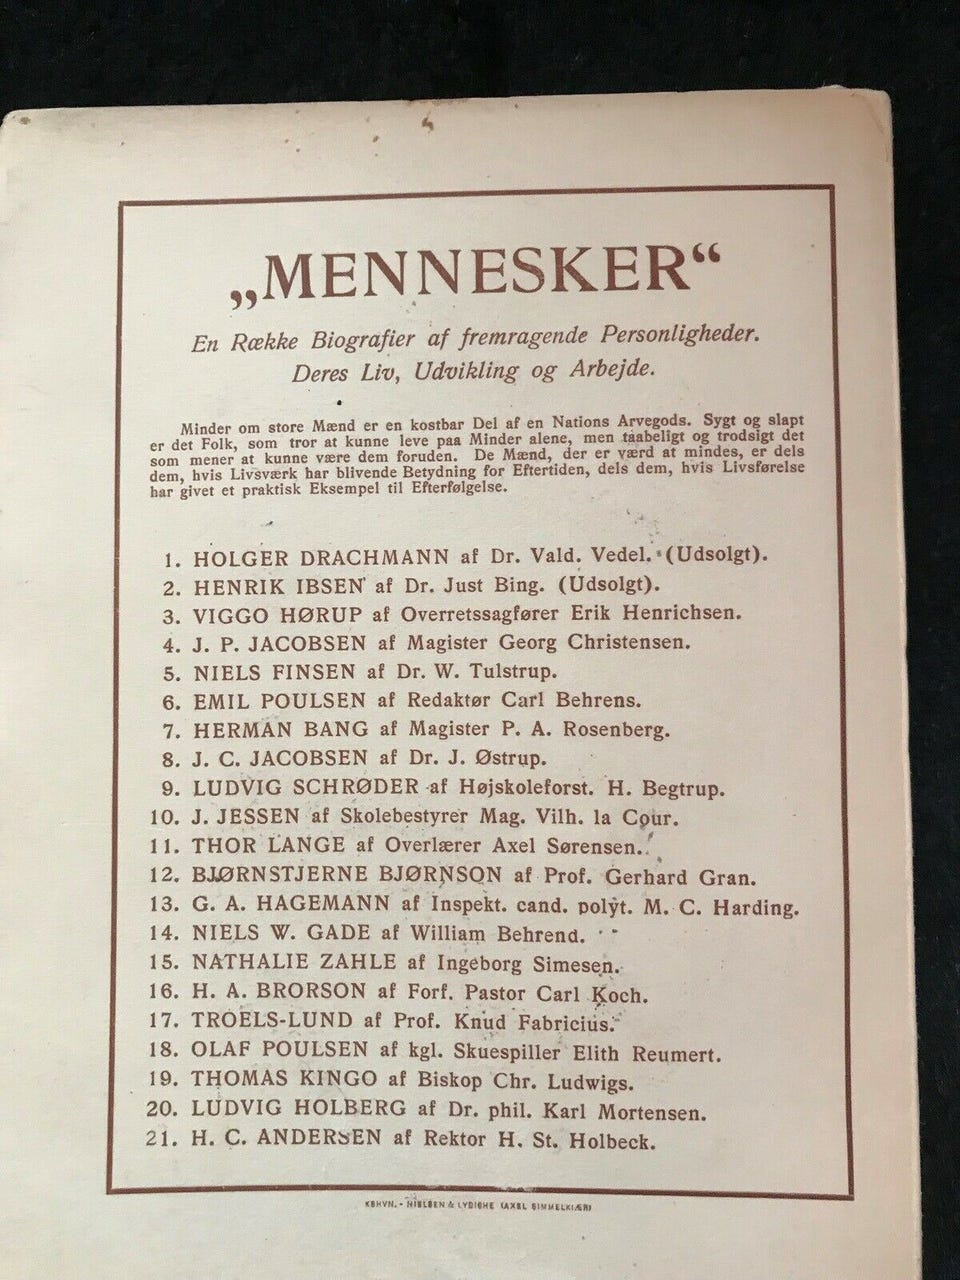 „MENNESKER“
En Række Biografier af fremragende Personligheder.
Deres Liv, Udvikling og Arbejde.
Minder om store Mænd er en kostbar Del af en Nations Arvegods. Sygt og slapt
er det Folk, som tror at kunne leve paa Minder alene, men taabeligt og trodsigt det
som mener at kunne være dem foruden. De Mænd, der er værd at mindes, er dels
dem, hvis Livsværk har blivende Betydning for Eftertiden, dels dem, hvis Livsførelse
har givet et praktisk Eksempel til Efterfølgelse.
1. HOLGER DRACHMANN af Dr. Vald. Vedel. (Udsolgt).
2. HENRIK IBSEN af Dr. Just Bing. (Udsolgt).
3. VIGGO HØRUP af Overretssagfører Erik Henrichsen.
4. J. P. JACOBSEN af Magister Georg Christensen.
5. NIELS FINSEN af Dr. W. Tulstrup.
6. EMIL POULSEN af Redaktør Carl Behrens.
7. HERMAN BANG af Magister P. A. Rosenberg.
8. J. C. JACOBSEN af Dr. J. Østrup.
9. LUDVIG SCHRØDER af Højskoleforst. H. Begtrup.
10. J. JESSEN af Skolebestyrer Mag. Vilh. la Cour.
11. THOR LANGE af Overlærer Axel Sørensen.
12. BJØRNSTJERNE BJØRNSON af Prof. Gerhard Gran.
13. G. A. HAGEMANN af Inspekt. cand. polyt. M. C. Harding.
14. NIELS W. GADE af William Behrend.
15. NATHALIE ZAHLE af Ingeborg Simesen.
16. H. A. BRORSON af Forf. Pastor Carl Koch.
17. TROELS-LUND af Prof. Knud Fabricius.
18. OLAF POULSEN af kgl. Skuespiller Elith Reumert.
19. THOMAS KINGO af Biskop Chr. Ludwigs.
20. LUDVIG HOLBERG af Dr. phil. Karl Mortensen.
21. H. C. ANDERSEN af Rektor H. St. Holbeck.
KBHVN. - NIELSEN & LYDICHE (AXEL SIMMELKIÆR)